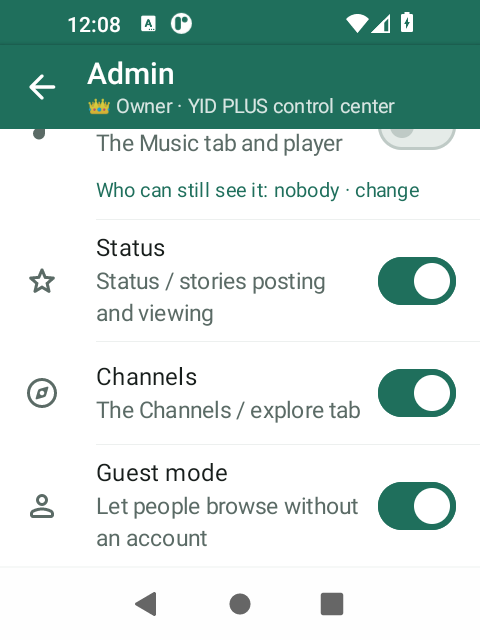 12:08
Admin
👑 Owner · YID PLUS control center
The Music tab and player
Who can still see it: nobody · change
Status
Status / stories posting
and viewing
Channels
The Channels / explore tab
Guest mode
Let people browse without
an account